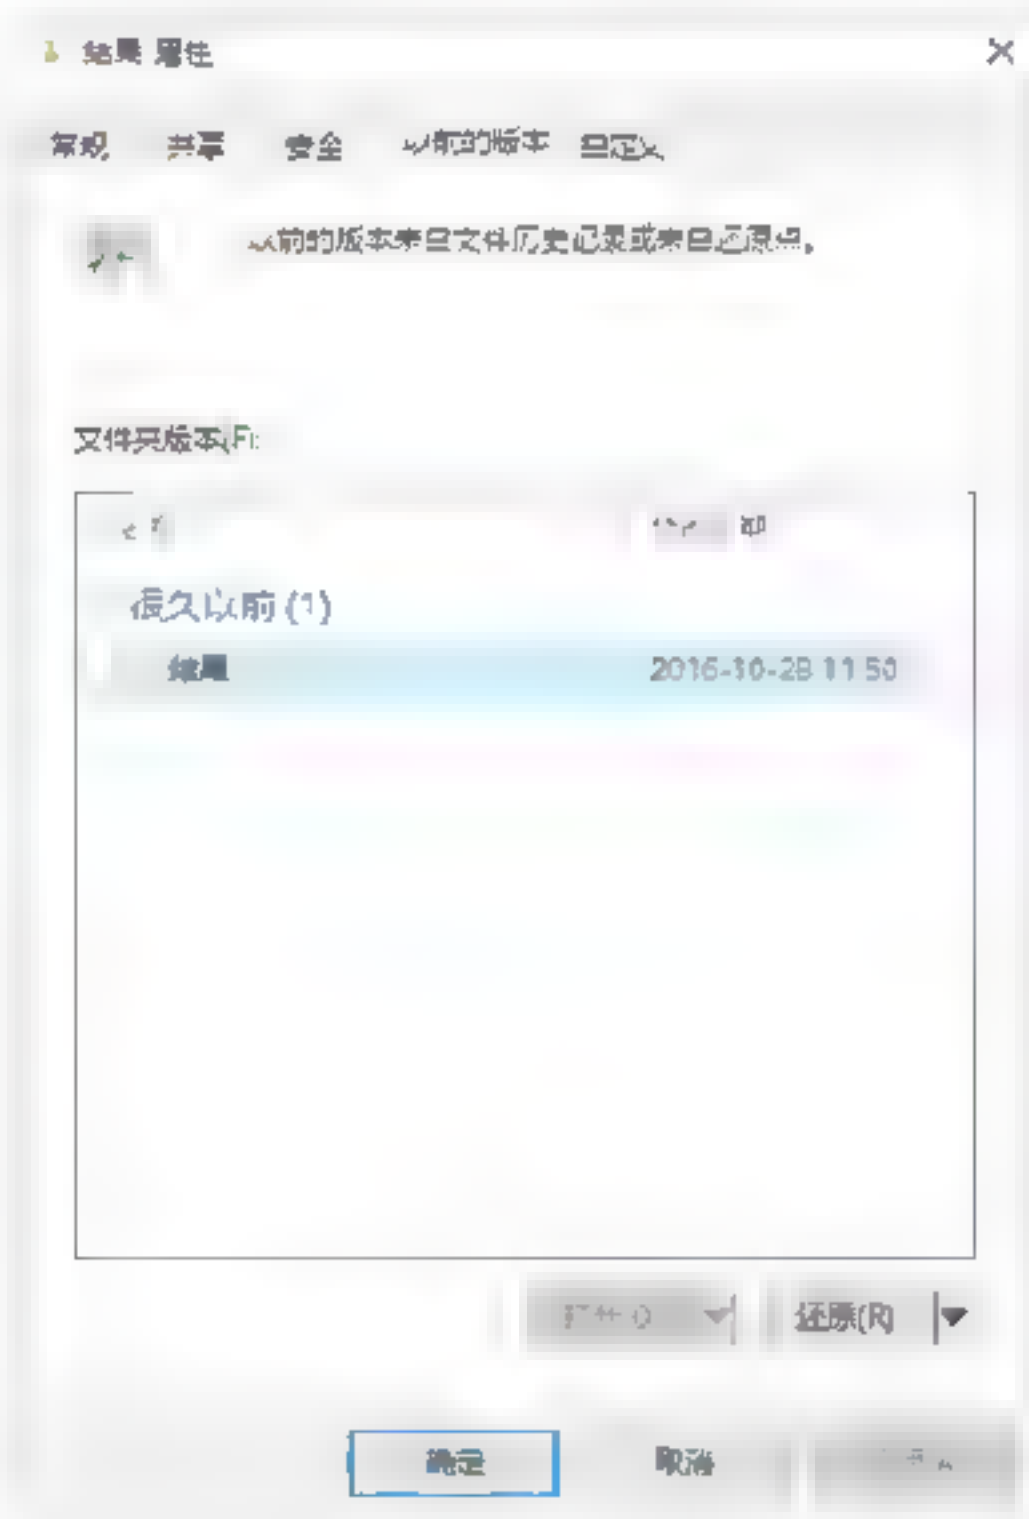 结果 属性
常规 共享 安全 以前的版本 自定义
以前的版本来自文件历史记录或来自还原点。
文件夹版本(F):
很久以前 (1)
结果 2016-10-28 11:50
还原(R)
确定 取消